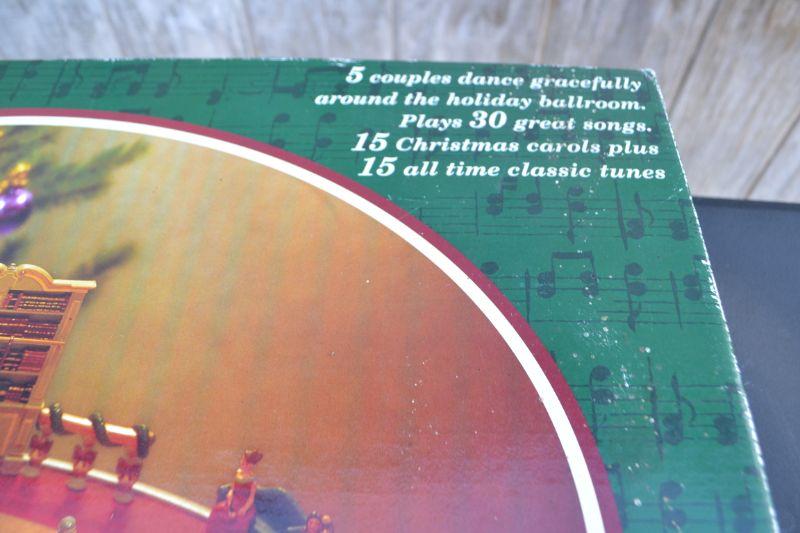 5 couples dance gracefully
around the holiday ballroom.
Plays 30 great songs.
15 Christmas carols plus
15 all time classic tunes